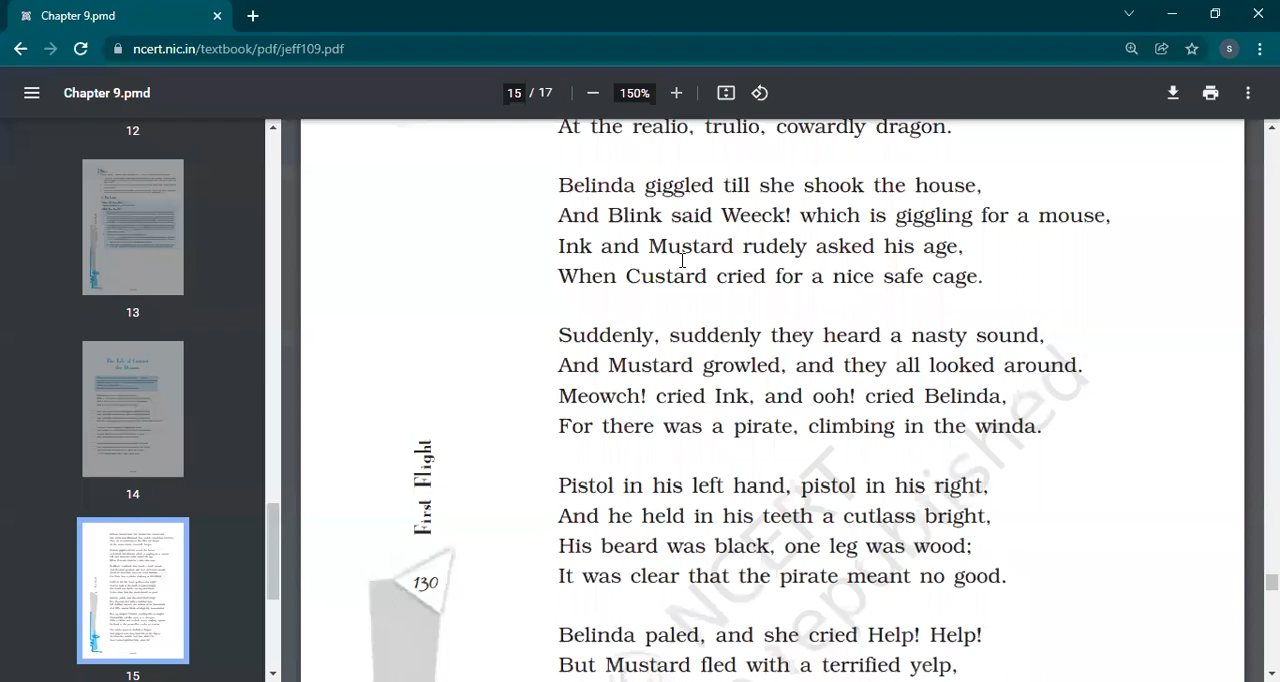 Chapter 9.pmd
ncert.nic.in/textbook/pdf/jeff109.pdf
S
Chapter 9.pmd
15 / 17
150%
12
13
14
15
At the realio, trulio, cowardly dragon.
Belinda giggled till she shook the house,
And Blink said Weeck! which is giggling for a mouse,
Ink and Mustard rudely asked his age,
When Custard cried for a nice safe cage.
Suddenly, suddenly they heard a nasty sound,
And Mustard growled, and they all looked around.
Meowch! cried Ink, and ooh! cried Belinda,
For there was a pirate, climbing in the winda.
Pistol in his left hand, pistol in his right,
And he held in his teeth a cutlass bright,
His beard was black, one leg was wood;
It was clear that the pirate meant no good.
Belinda paled, and she cried Help! Help!
But Mustard fled with a terrified yelp,
First Flight
130
© NCERT
republished